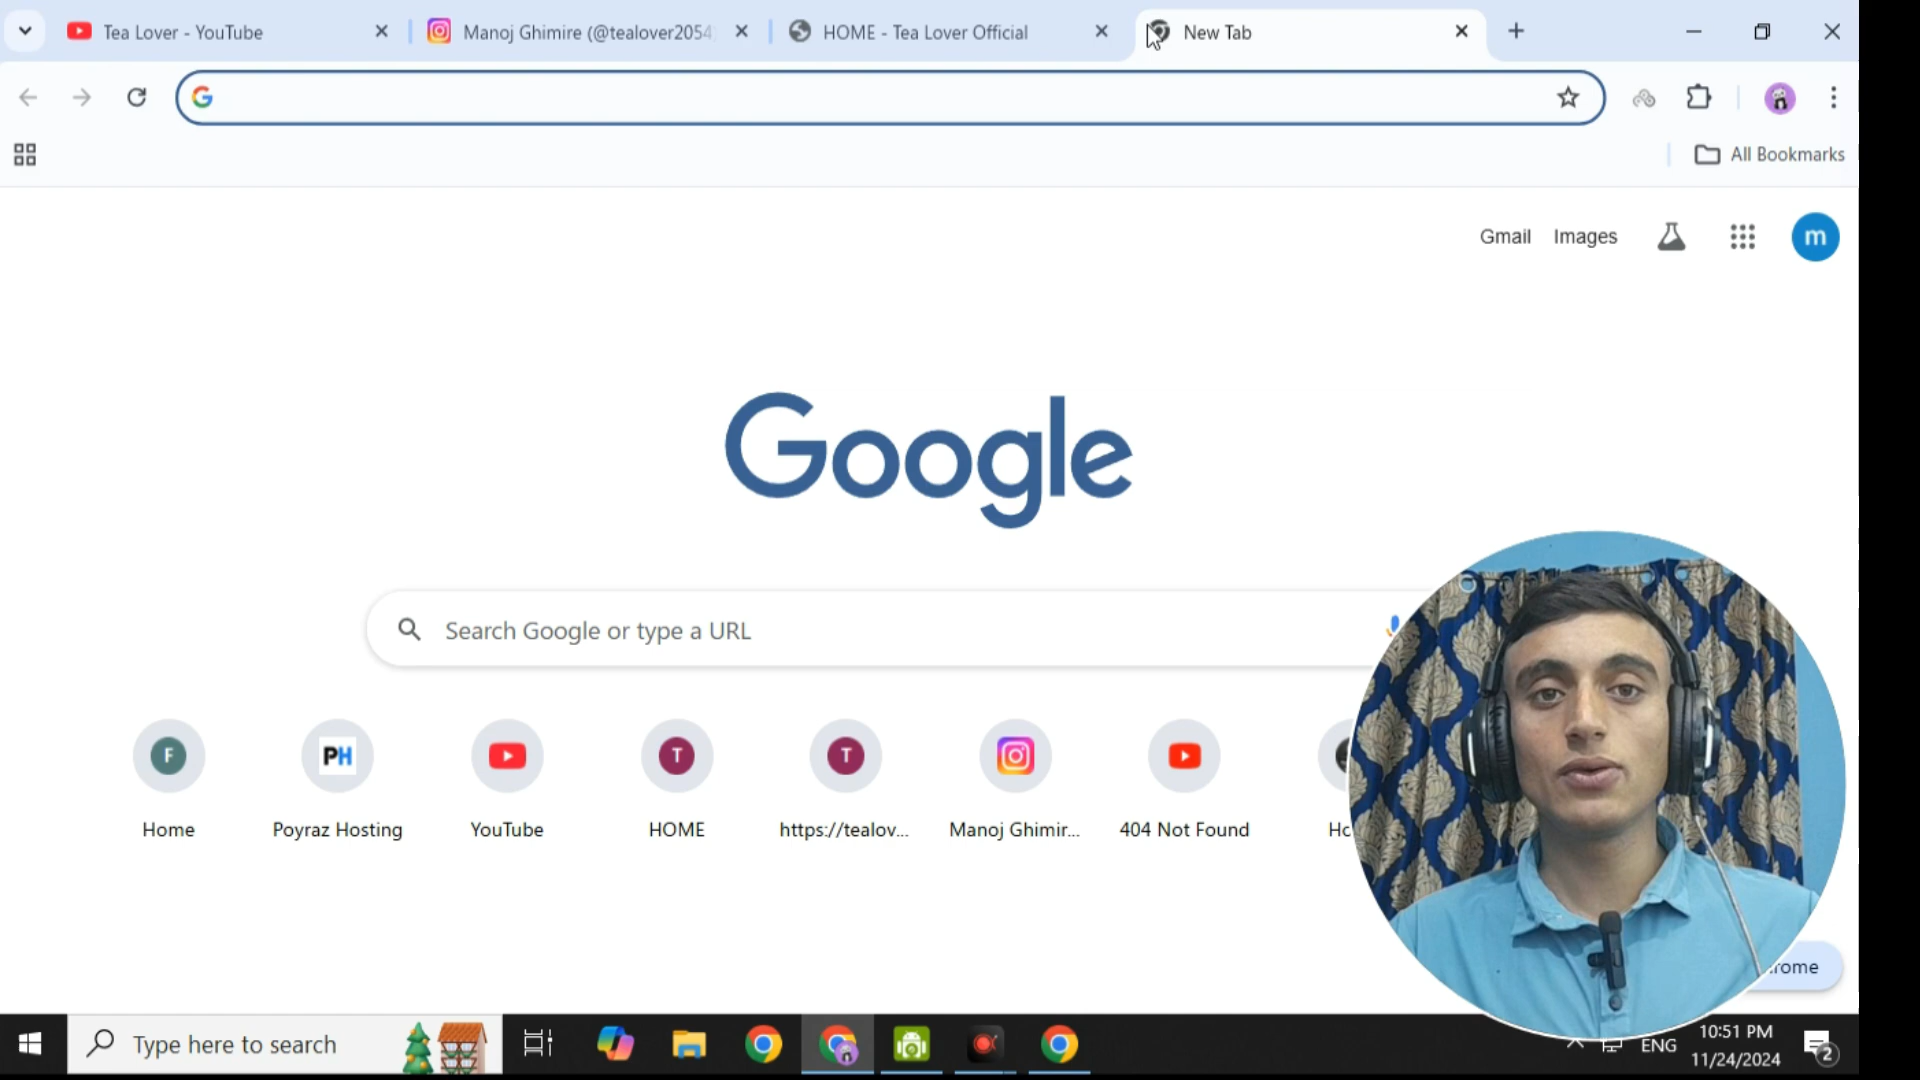 Tea Lover - YouTube
Manoj Ghimire (@tealover2054)
HOME - Tea Lover Official
New Tab
All Bookmarks
Gmail
Images
m
Google
Search Google or type a URL
F
PH
T
T
Home
Poyraz Hosting
YouTube
HOME
https://tealov...
Manoj Ghimir...
404 Not Found
Type here to search
ENG
10:51 PM
11/24/2024
2